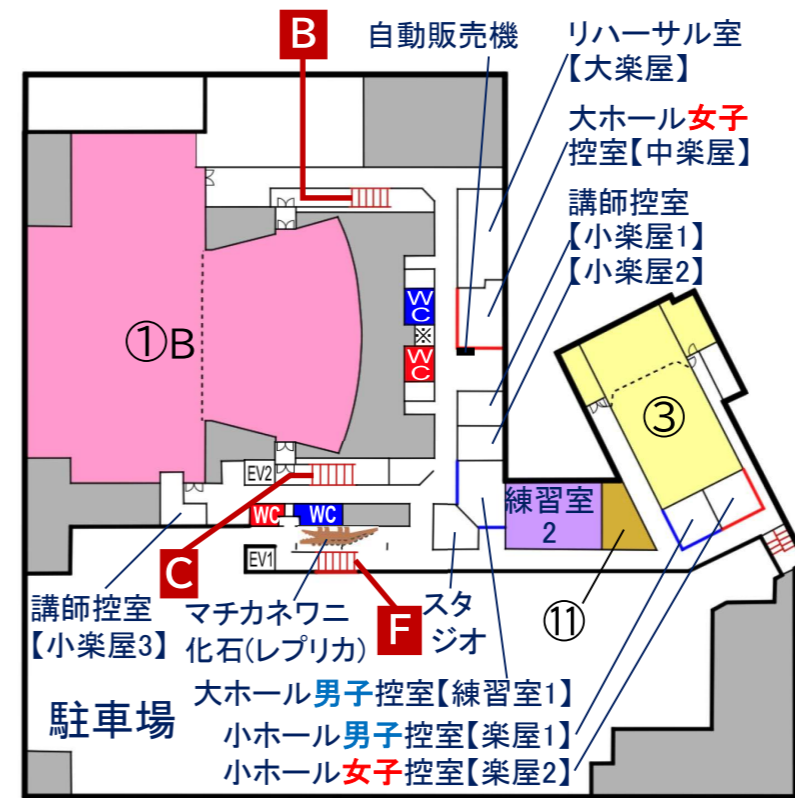 B
自動販売機
リハーサル室
【大楽屋】
大ホール女子
控室【中楽屋】
講師控室
【小楽屋1】
【小楽屋2】
WC
※
WC
①B
③
EV2
練習室
2
WC
WC
EV1
C
F
スタ
ジオ
⑪
講師控室
【小楽屋3】
マチカネワニ
化石(レプリカ)
大ホール男子控室【練習室1】
駐車場
小ホール男子控室【楽屋1】
小ホール女子控室【楽屋2】